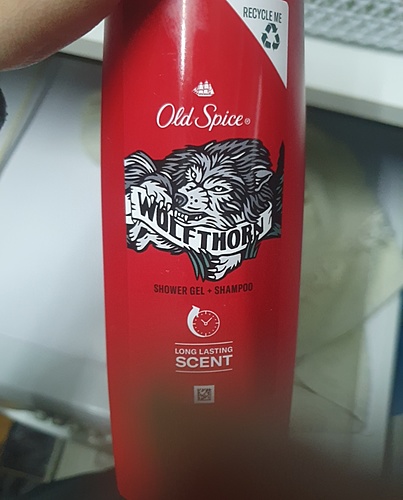 RECYCLE ME
Old Spice®
WOLFTHORN
SHOWER GEL + SHAMPOO
LONG LASTING
SCENT